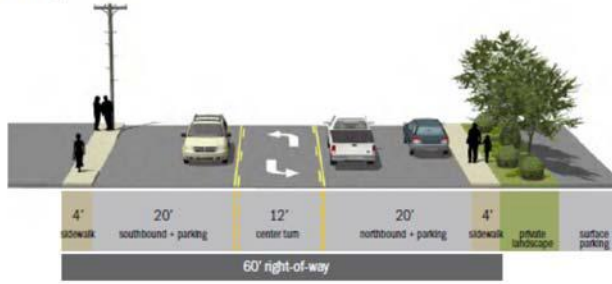 4'
sidewalk
20'
southbound + parking
12'
center turn
20'
northbound + parking
4'
sidewalk
private
landscape
surface
parking
60' right-of-way